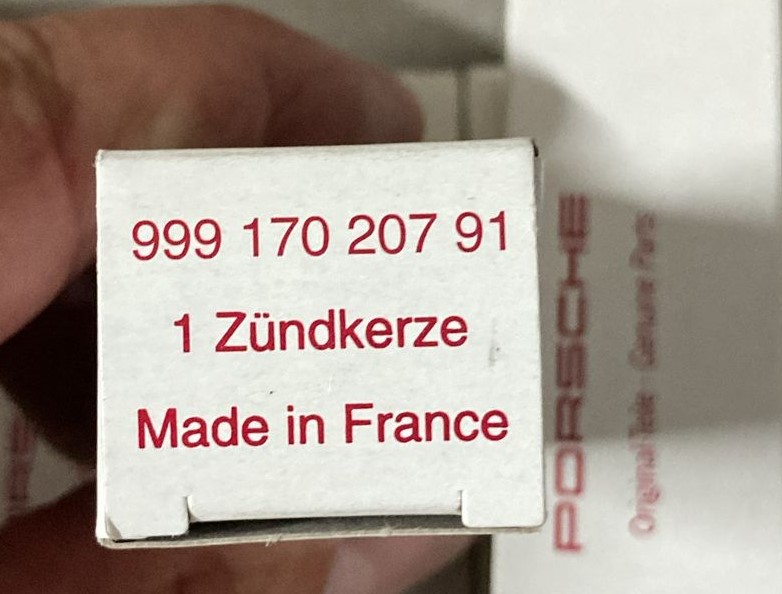 999 170 207 91
1 Zündkerze
Made in France
PORSCHE
Original Teile · Genuine Parts